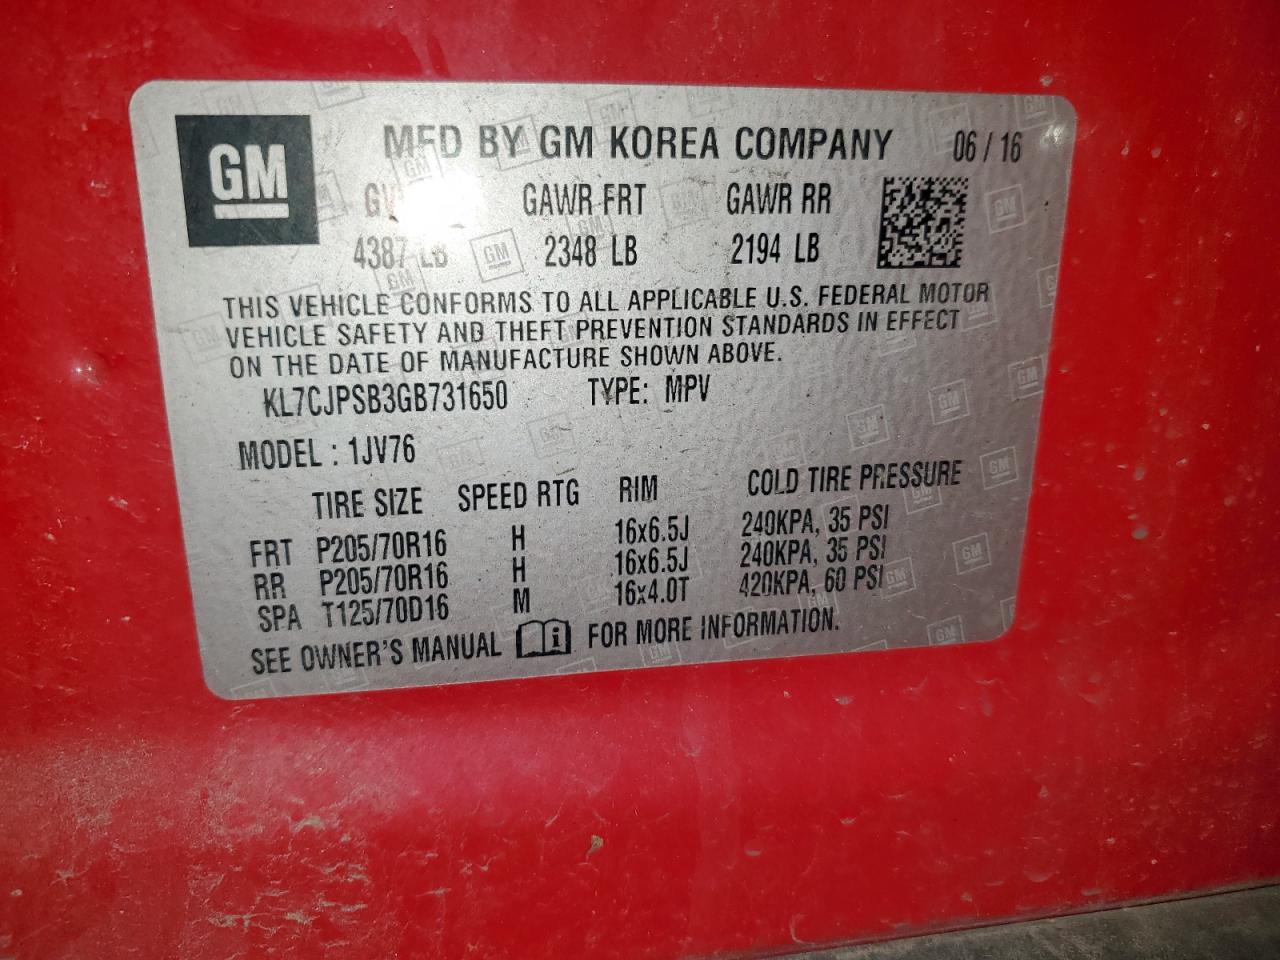 GM
MFD BY GM KOREA COMPANY 06 / 16
GAWR FRT GAWR RR
4387 LB 2348 LB 2194 LB
THIS VEHICLE CONFORMS TO ALL APPLICABLE U.S. FEDERAL MOTOR
VEHICLE SAFETY AND THEFT PREVENTION STANDARDS IN EFFECT
ON THE DATE OF MANUFACTURE SHOWN ABOVE.
KL7CJPSB3GB731650 TYPE: MPV
MODEL : 1JV76
TIRE SIZE SPEED RTG RIM COLD TIRE PRESSURE
FRT P205/70R16 H 16x6.5J 240KPA, 35 PSI
RR P205/70R16 H 16x6.5J 240KPA, 35 PSI
SPA T125/70D16 M 16x4.0T 420KPA, 60 PSI
SEE OWNER'S MANUAL FOR MORE INFORMATION.